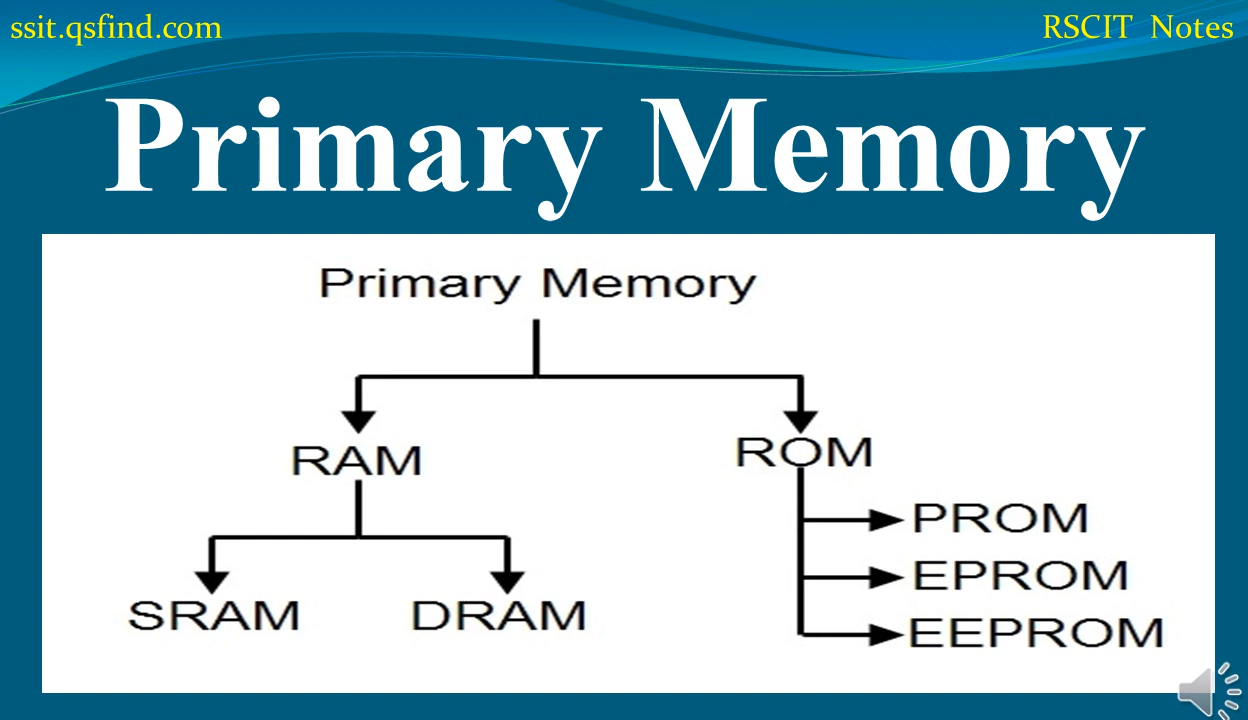 ssit.qsfind.com
RSCIT Notes
Primary Memory
Primary Memory
RAM
ROM
PROM
EPROM
EEPROM
SRAM
DRAM